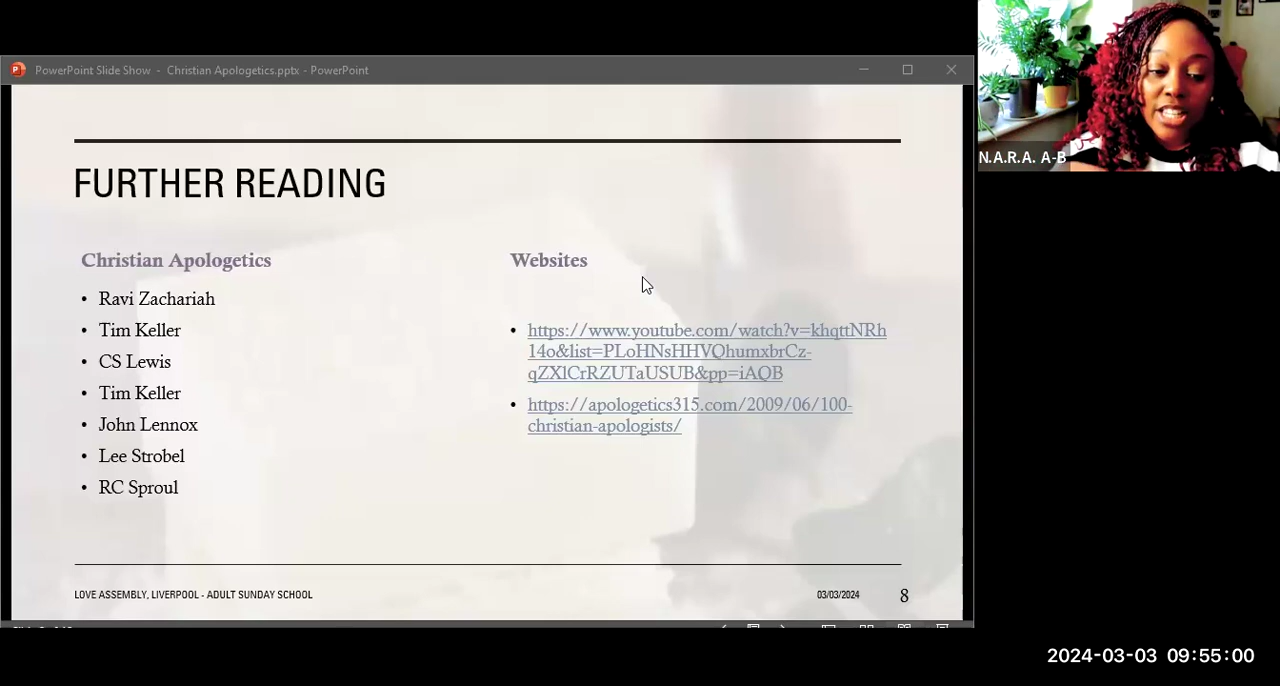 PowerPoint Slide Show - Christian Apologetics.pptx - PowerPoint
N.A.R.A. A-B
FURTHER READING
Christian Apologetics
• Ravi Zachariah
• Tim Keller
• CS Lewis
• Tim Keller
• John Lennox
• Lee Strobel
• RC Sproul
Websites
• https://www.youtube.com/watch?v=khqttNRh
14o&list=PLoHNsHHVQhumxbrCz-
qZXlCrRZUTaUSUB&pp=iAQB
• https://apologetics315.com/2009/06/100-
christian-apologists/
LOVE ASSEMBLY, LIVERPOOL - ADULT SUNDAY SCHOOL
03/03/2024
8
2024-03-03 09:55:00